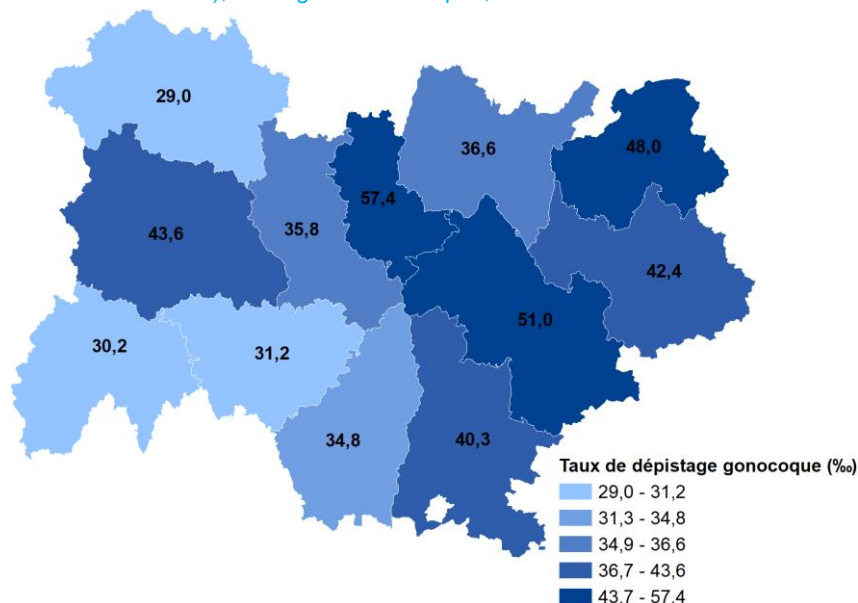 29,0
36,6
48,0
57,4
43,6
35,8
42,4
51,0
30,2
31,2
34,8
40,3
Taux de dépistage gonocoque (‰)
29,0 - 31,2
31,3 - 34,8
34,9 - 36,6
36,7 - 43,6
43,7 - 57,4